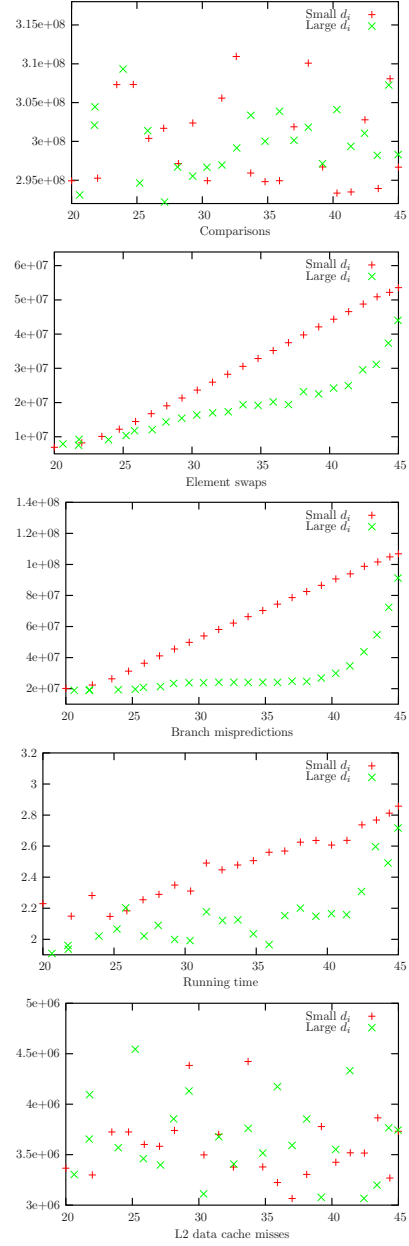 3.15e+08
3.1e+08
3.05e+08
3e+08
2.95e+08
20 25 30 35 40 45
Comparisons
Small d_i
Large d_i
6e+07
5e+07
4e+07
3e+07
2e+07
1e+07
20 25 30 35 40 45
Element swaps
Small d_i
Large d_i
1.4e+08
1.2e+08
1e+08
8e+07
6e+07
4e+07
2e+07
20 25 30 35 40 45
Branch mispredictions
Small d_i
Large d_i
3.2
3
2.8
2.6
2.4
2.2
2
20 25 30 35 40 45
Running time
Small d_i
Large d_i
5e+06
4.5e+06
4e+06
3.5e+06
3e+06
20 25 30 35 40 45
L2 data cache misses
Small d_i
Large d_i